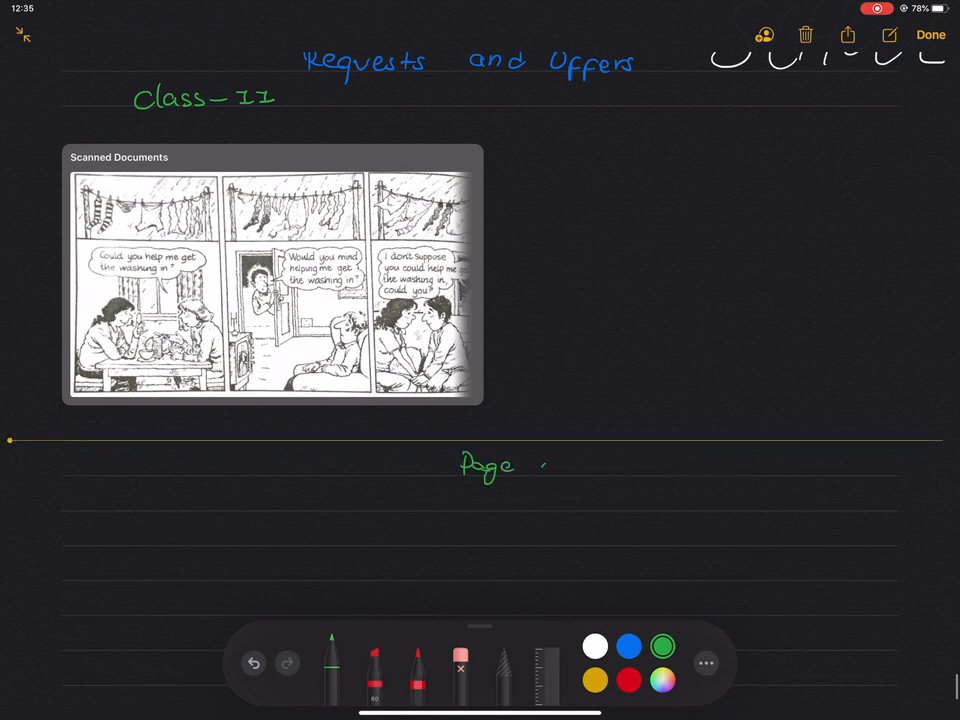 12:35
78%
Done
Requests and Offers
Class-II
Scanned Documents
Could you help me get
the washing in?
Would you mind
helping me get
the washing in?
I don't suppose
you could help me
the washing in,
could you?
Page
80